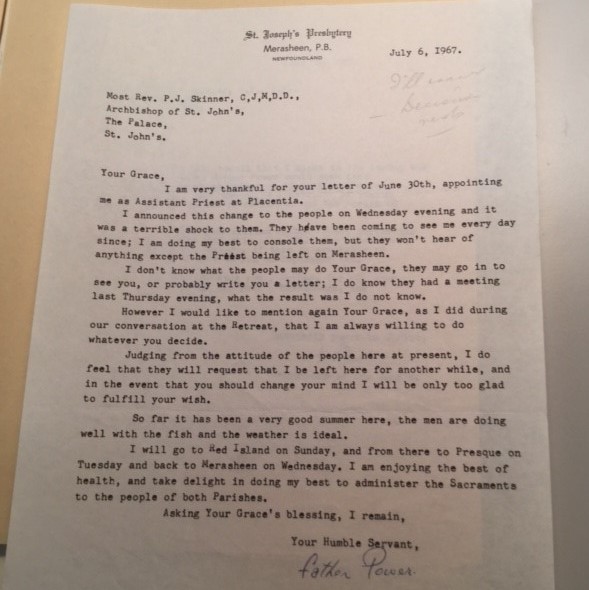 St. Joseph's Presbytery
Merasheen, P.B.
NEWFOUNDLAND
July 6, 1967.
Most Rev. P.J. Skinner, C,J,M,D.D.,
Archbishop of St. John's,
The Palace,
St. John's.
Your Grace,
I am very thankful for your letter of June 30th, appointing
me as Assistant Priest at Placentia.
I announced this change to the people on Wednesday evening and it
was a terrible shock to them. They have been coming to see me every day
since; I am doing my best to console them, but they won't hear of
anything except the Priest being left on Merasheen.
I don't know what the people may do Your Grace, they may go in to
see you, or probably write you a letter; I do know they had a meeting
last Thursday evening, what the result was I do not know.
However I would like to mention again Your Grace, as I did during
our conversation at the Retreat, that I am always willing to do
whatever you decide.
Judging from the attitude of the people here at present, I do
feel that they will request that I be left here for another while, and
in the event that you should change your mind I will be only too glad
to fulfill your wish.
So far it has been a very good summer here, the men are doing
well with the fish and the weather is ideal.
I will go to Red Island on Sunday, and from there to Presque on
Tuesday and back to Merasheen on Wednesday. I am enjoying the best of
health, and take delight in doing my best to administer the Sacraments
to the people of both Parishes.
Asking Your Grace's blessing, I remain,
Your Humble Servant,
Father Power.